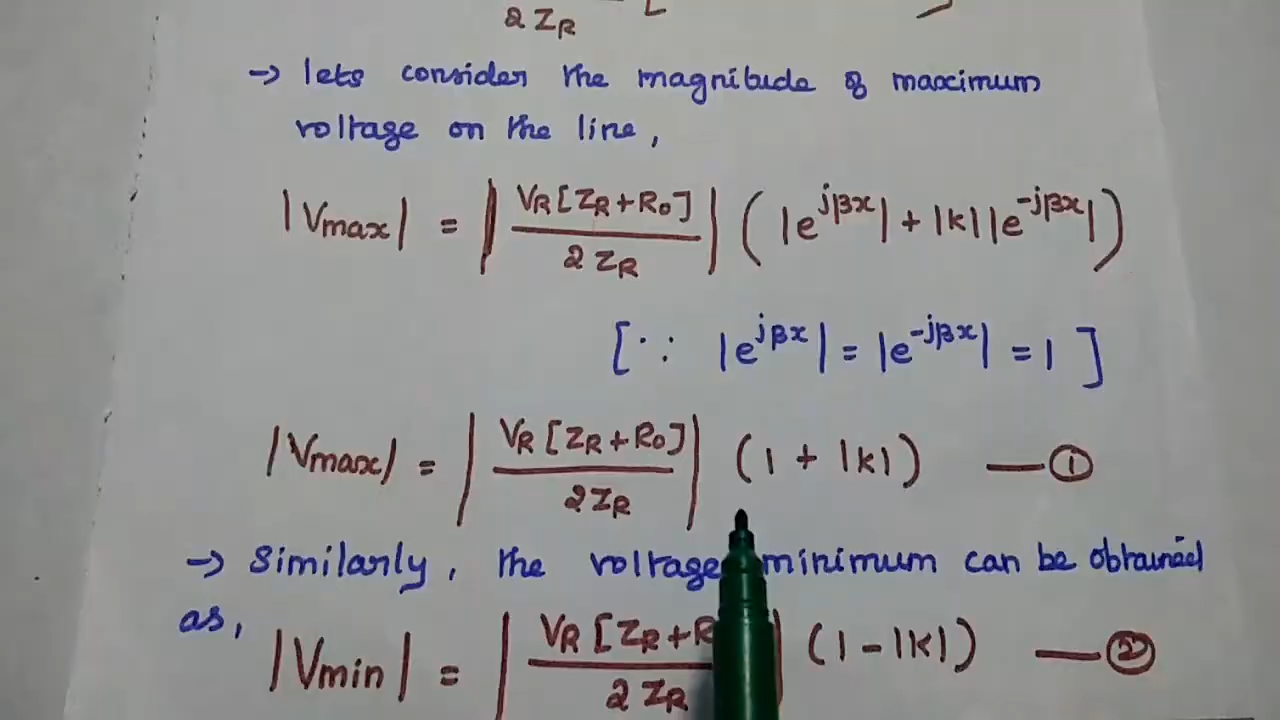 2 ZR [
→ lets consider the magnitude of maximum
voltage on the line,
|Vmax| = |VR[ZR+R0] / 2 ZR| (|e^jβx| + |k||e^-jβx|)
[∵ |e^jβx| = |e^-jβx| = 1]
|Vmax| = |VR[ZR+R0] / 2ZR| (1 + |k|) — ①
→ Similarly, the voltage minimum can be obtained
as,
|Vmin| = |VR[ZR+R / 2 ZR| (1 - |k|) — ②